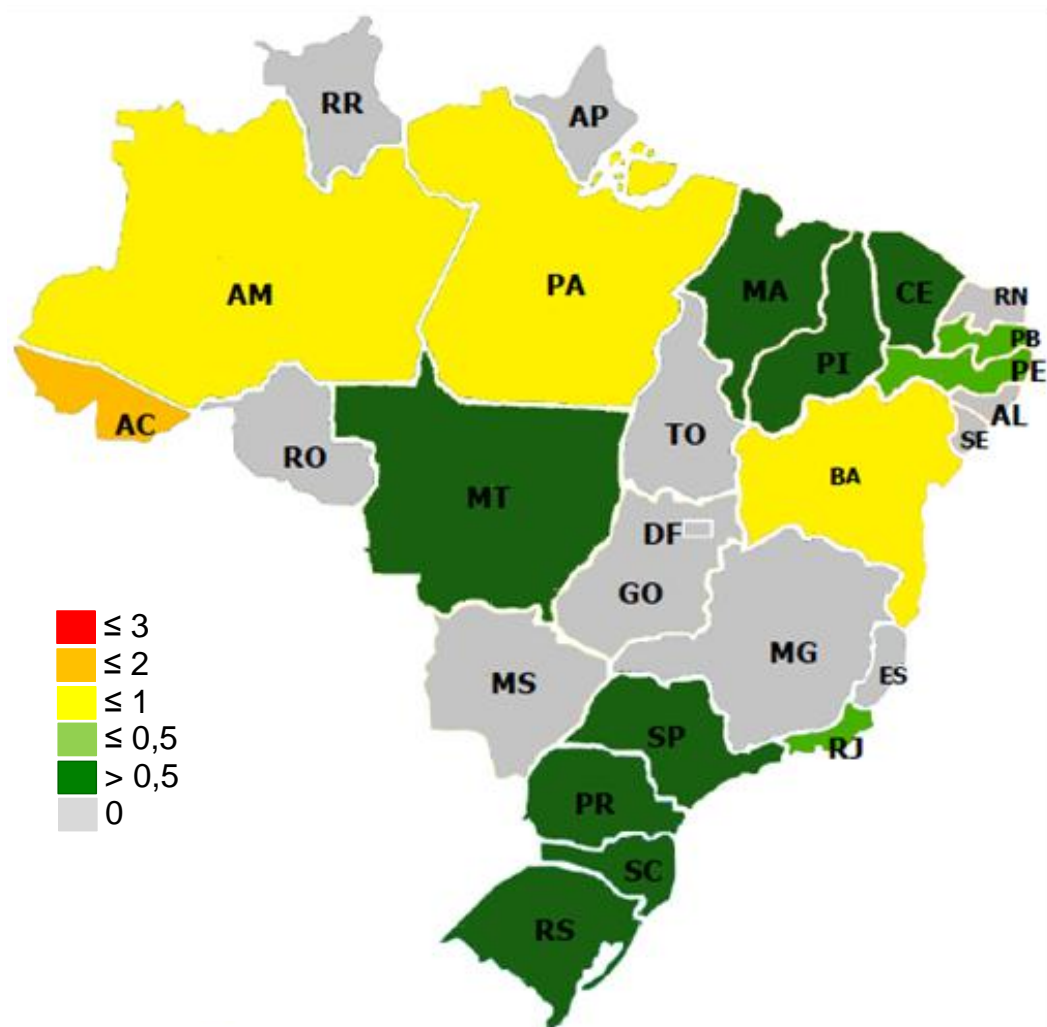 RR
AP
AM
PA
MA
CE
RN
PI
PB
PE
AC
AL
TO
SE
RO
BA
MT
DF
GO
≤ 3
≤ 2
MG
ES
MS
≤ 1
≤ 0,5
SP
RJ
> 0,5
PR
0
SC
RS